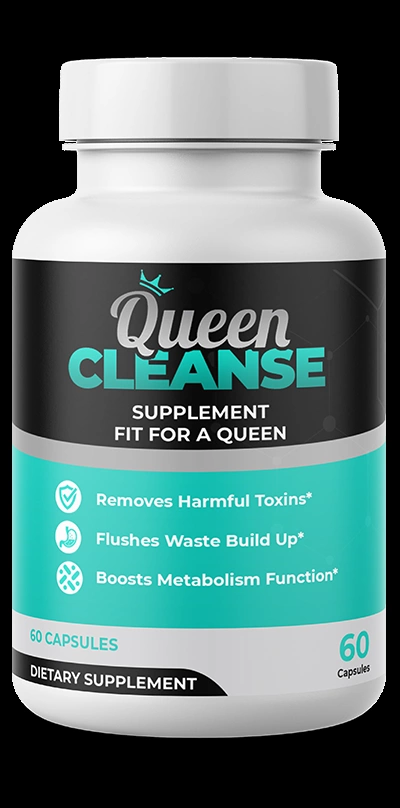 Queen
CLEANSE
SUPPLEMENT
FIT FOR A QUEEN
Removes Harmful Toxins*
Flushes Waste Build Up*
Boosts Metabolism Function*
60 CAPSULES
60
Capsules
DIETARY SUPPLEMENT